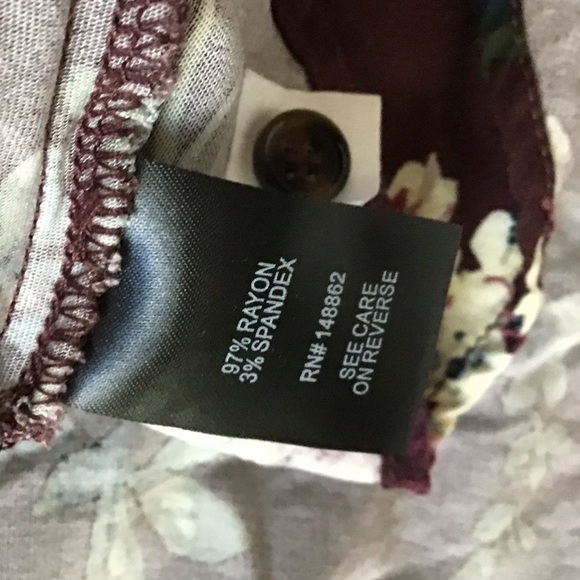 97% RAYON
3% SPANDEX
RN# 148862
SEE CARE
ON REVERSE